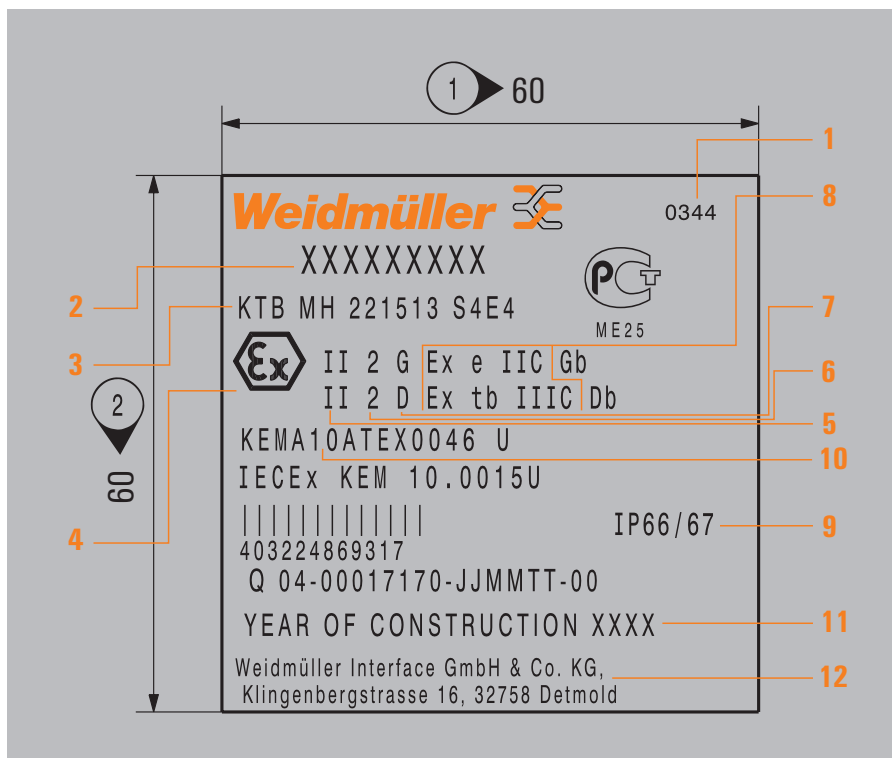 1 60
1
Weidmüller
0344
8
XXXXXXXXX
2
KTB MH 221513 S4E4
PCT
ME25
7
3
Ex II 2 G Ex e IIC Gb
6
II 2 D Ex tb IIIC Db
5
2 60
KEMA10ATEX0046 U
10
IECEx KEM 10.0015U
4
IP66/67
9
403224869317
Q 04-00017170-JJMMTT-00
YEAR OF CONSTRUCTION XXXX
11
Weidmüller Interface GmbH & Co. KG,
12
Klingenbergstrasse 16, 32758 Detmold